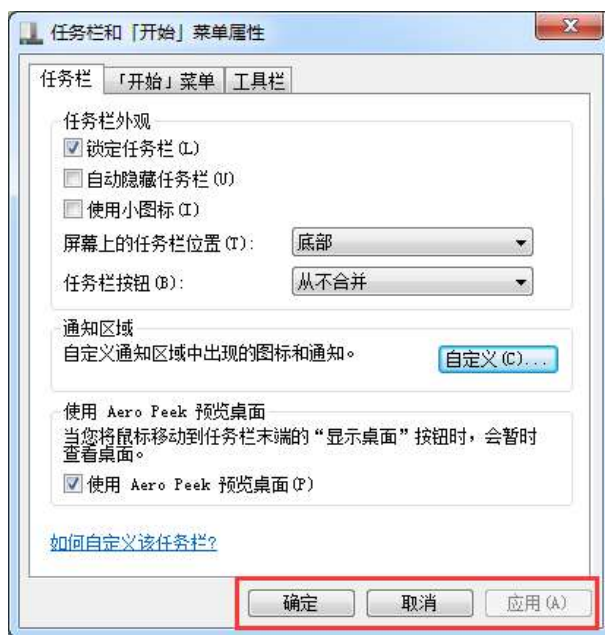 任务栏和「开始」菜单属性
任务栏 「开始」菜单 工具栏
任务栏外观
锁定任务栏(L)
自动隐藏任务栏(U)
使用小图标(I)
屏幕上的任务栏位置(T): 底部
任务栏按钮(B): 从不合并
通知区域
自定义通知区域中出现的图标和通知。 自定义(C)...
使用 Aero Peek 预览桌面
当您将鼠标移动到任务栏末端的“显示桌面”按钮时，会暂时
查看桌面。
使用 Aero Peek 预览桌面(P)
如何自定义该任务栏?
确定 取消 应用(A)